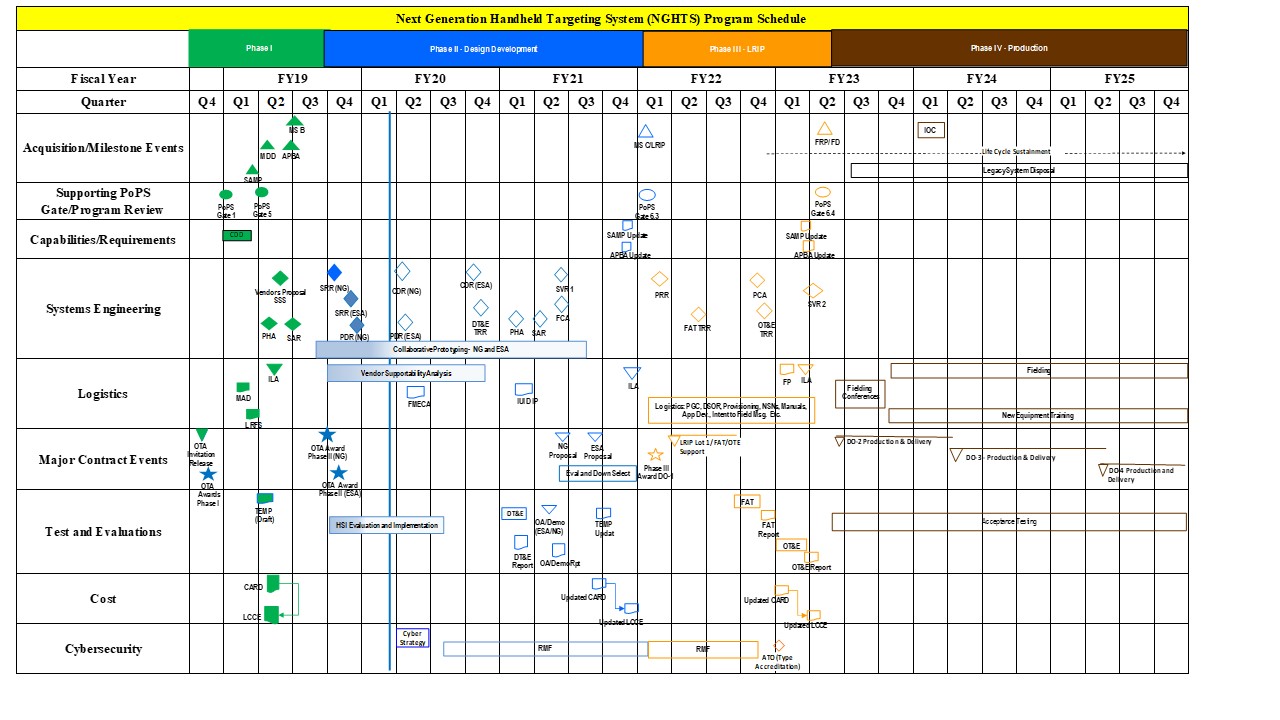 Next Generation Handheld Targeting System (NGHTS) Program Schedule
Phase I
Phase II - Design Development
Phase III - LRIP
Phase IV - Production
Fiscal Year
FY19
FY20
FY21
FY22
FY23
FY24
FY25
Quarter
Q4 Q1 Q2 Q3 Q4 Q1 Q2 Q4 Q1 Q2 Q3 Q4 Q1 Q2 Q3 Q4 Q1 Q2 Q3 Q4 Q1 Q2 Q3 Q4 Q1 Q2 Q3 Q4
Acquisition/Milestone Events
MS B
MDD
APBA
SAMP
MS C/LRIP
FRP/FD
IOC
Life Cycle Sustainment
Legacy System Disposal
Supporting PoPS
Gate/Program Review
PoPS
Gate 1
PoPS
Gate 5
PoPS
Gate 6.3
PoPS
Gate 6.4
Capabilities/Requirements
CDD
SAMP Update
APBA Update
SAMP Update
APBA Update
Systems Engineering
Vendors Proposal
SSS
PHA
SAR
SRR (NG)
SRR (ESA)
PDR (NG)
CDR (NG)
PDR (ESA)
CDR (ESA)
DT&E
TRR
PHA
SAR
SVR 1
FCA
PRR
FAT TRR
PCA
OT&E
TRR
SVR 2
Collaborative Prototyping - NG and ESA
Logistics
ILA
MAD
LRFS
Vendor Supportability Analysis
FMECA
IUID IP
ILA
Logistics: PGC, DSOR, Provisioning, NSNs, Manuals,
App Dev., Intent to Field Msg. Etc.
FP
ILA
Fielding
Conferences
Fielding
New Equipment Training
Major Contract Events
OTA
Invitation
Release
OTA
Awards
Phase I
OTA Award
Phase II (NG)
OTA Award
Phase II (ESA)
NG
Proposal
ESA
Proposal
Eval and Down Select
Phase III
Award DO-1
LRIP Lot 1/ FAT/OTE
Support
DO-2 Production & Delivery
DO-3 - Production & Delivery
DO4 Production and
Delivery
Test and Evaluations
TEMP
(Draft)
HSI Evaluation and Implementation
DT&E
DT&E
Report
OA/Demo
(ESA/NG)
OA/Demo Rpt
TEMP
Updat
FAT
FAT
Report
OT&E
OT&E Report
Acceptance Testing
Cost
CARD
LCCE
Updated CARD
Updated LCCE
Updated CARD
Updated LCCE
Cybersecurity
Cyber
Strategy
RMF
RMF
ATO (Type
Accreditation)